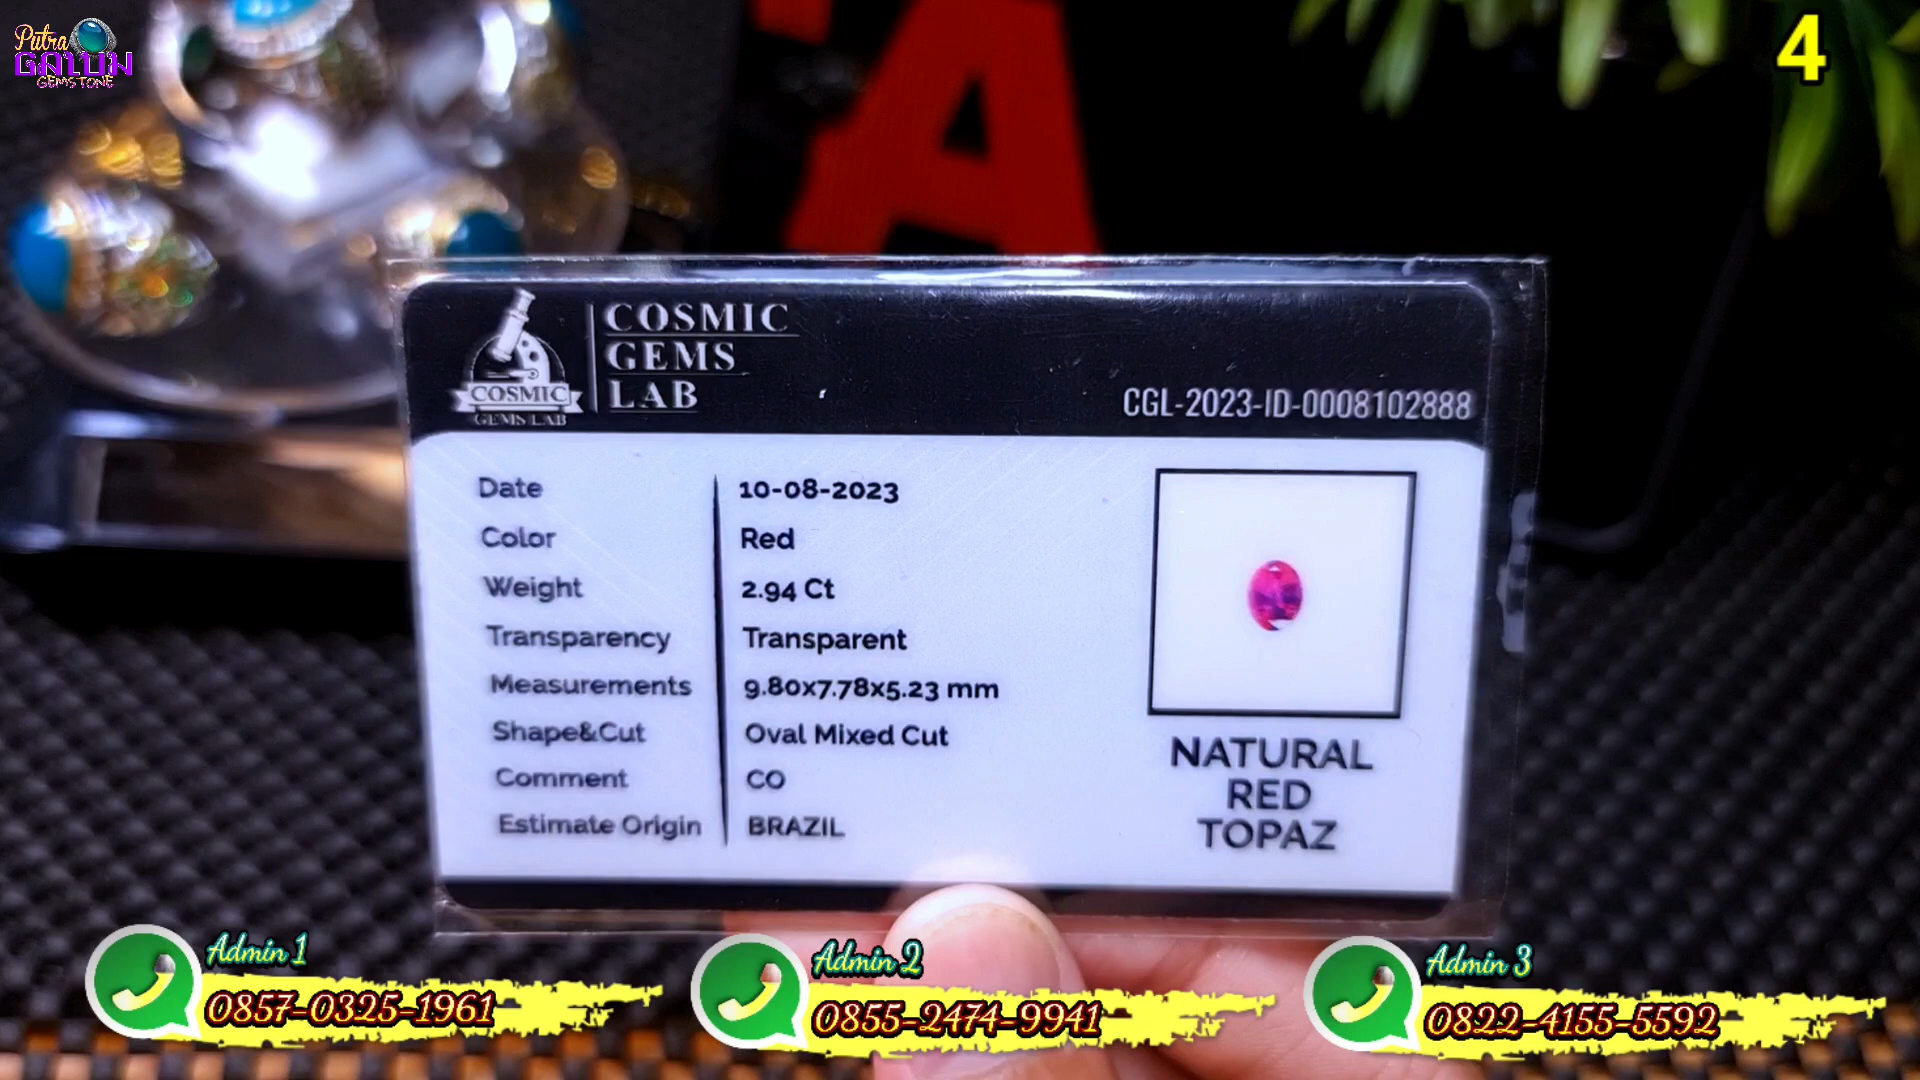 Putra
GALUN
GEMSTONE
4
A
COSMIC
GEMS LAB
COSMIC
GEMS
LAB
CGL-2023-ID-0008102888
Date 10-08-2023
Color Red
Weight 2.94 Ct
Transparency Transparent
Measurements 9.80x7.78x5.23 mm
Shape&Cut Oval Mixed Cut
Comment CO
Estimate Origin BRAZIL
NATURAL
RED
TOPAZ
Admin 1
0857-0325-1961
Admin 2
0855-2474-9941
Admin 3
0822-4155-5592